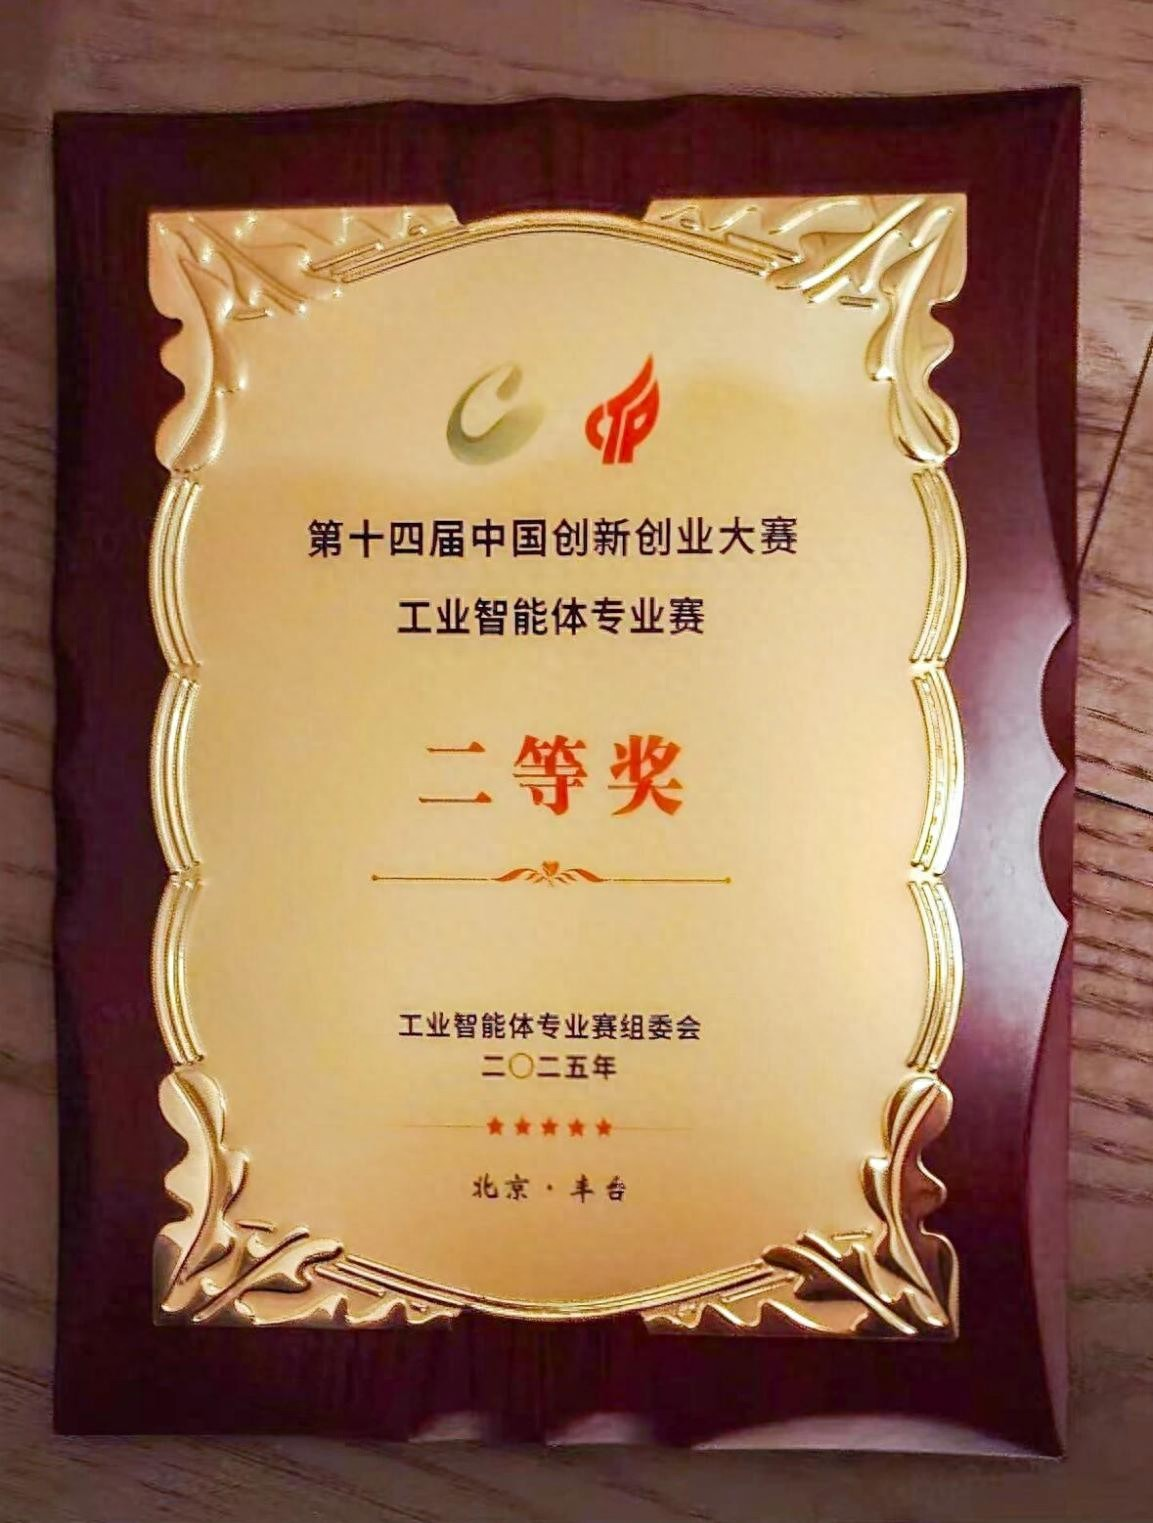 CTP
第十四届中国创新创业大赛
工业智能体专业赛
二等奖
工业智能体专业赛组委会
二〇二五年
北京·丰台